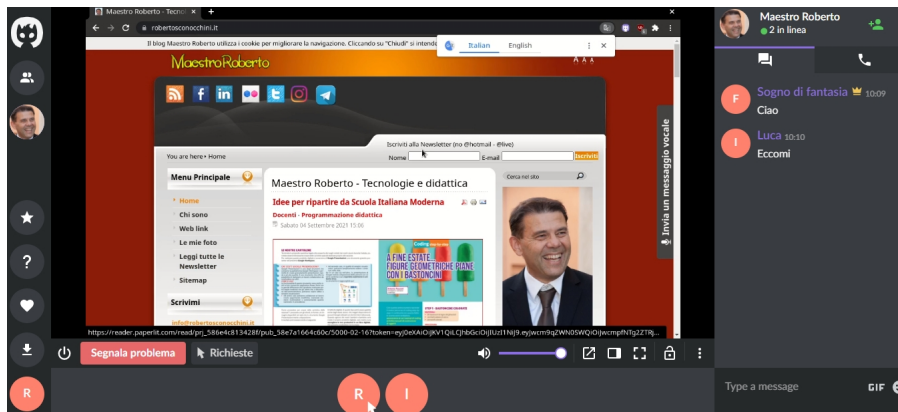 Maestro Roberto - Tecnol
robertosconocchini.it
Il blog Maestro Roberto utilizza i cookie per migliorare la navigazione. Cliccando su "Chiudi" si intende
Italian English
MaestroRoberto
A A A
Iscriviti alla Newsletter (no @hotmail - @live)
You are here • Home
Nome E-mail Iscriviti
Menu Principale
Home
Chi sono
Web link
Le mie foto
Leggi tutte le
Newsletter
Sitemap
Scrivimi
info@robertosconocchini.it
Maestro Roberto - Tecnologie e didattica
Idee per ripartire da Scuola Italiana Moderna
Docenti - Programmazione didattica
Sabato 04 Settembre 2021 15:06
Coding
A FINE ESTATE...
FIGURE GEOMETRICHE PIANE
CON I BASTONCINI
Cerca nel sito
Invia un messaggio vocale
Segnala problema
Richieste
R
R
I
Maestro Roberto
2 in linea
F
Sogno di fantasia 10:09
Ciao
I
Luca 10:10
Eccomi
Type a message
GIF